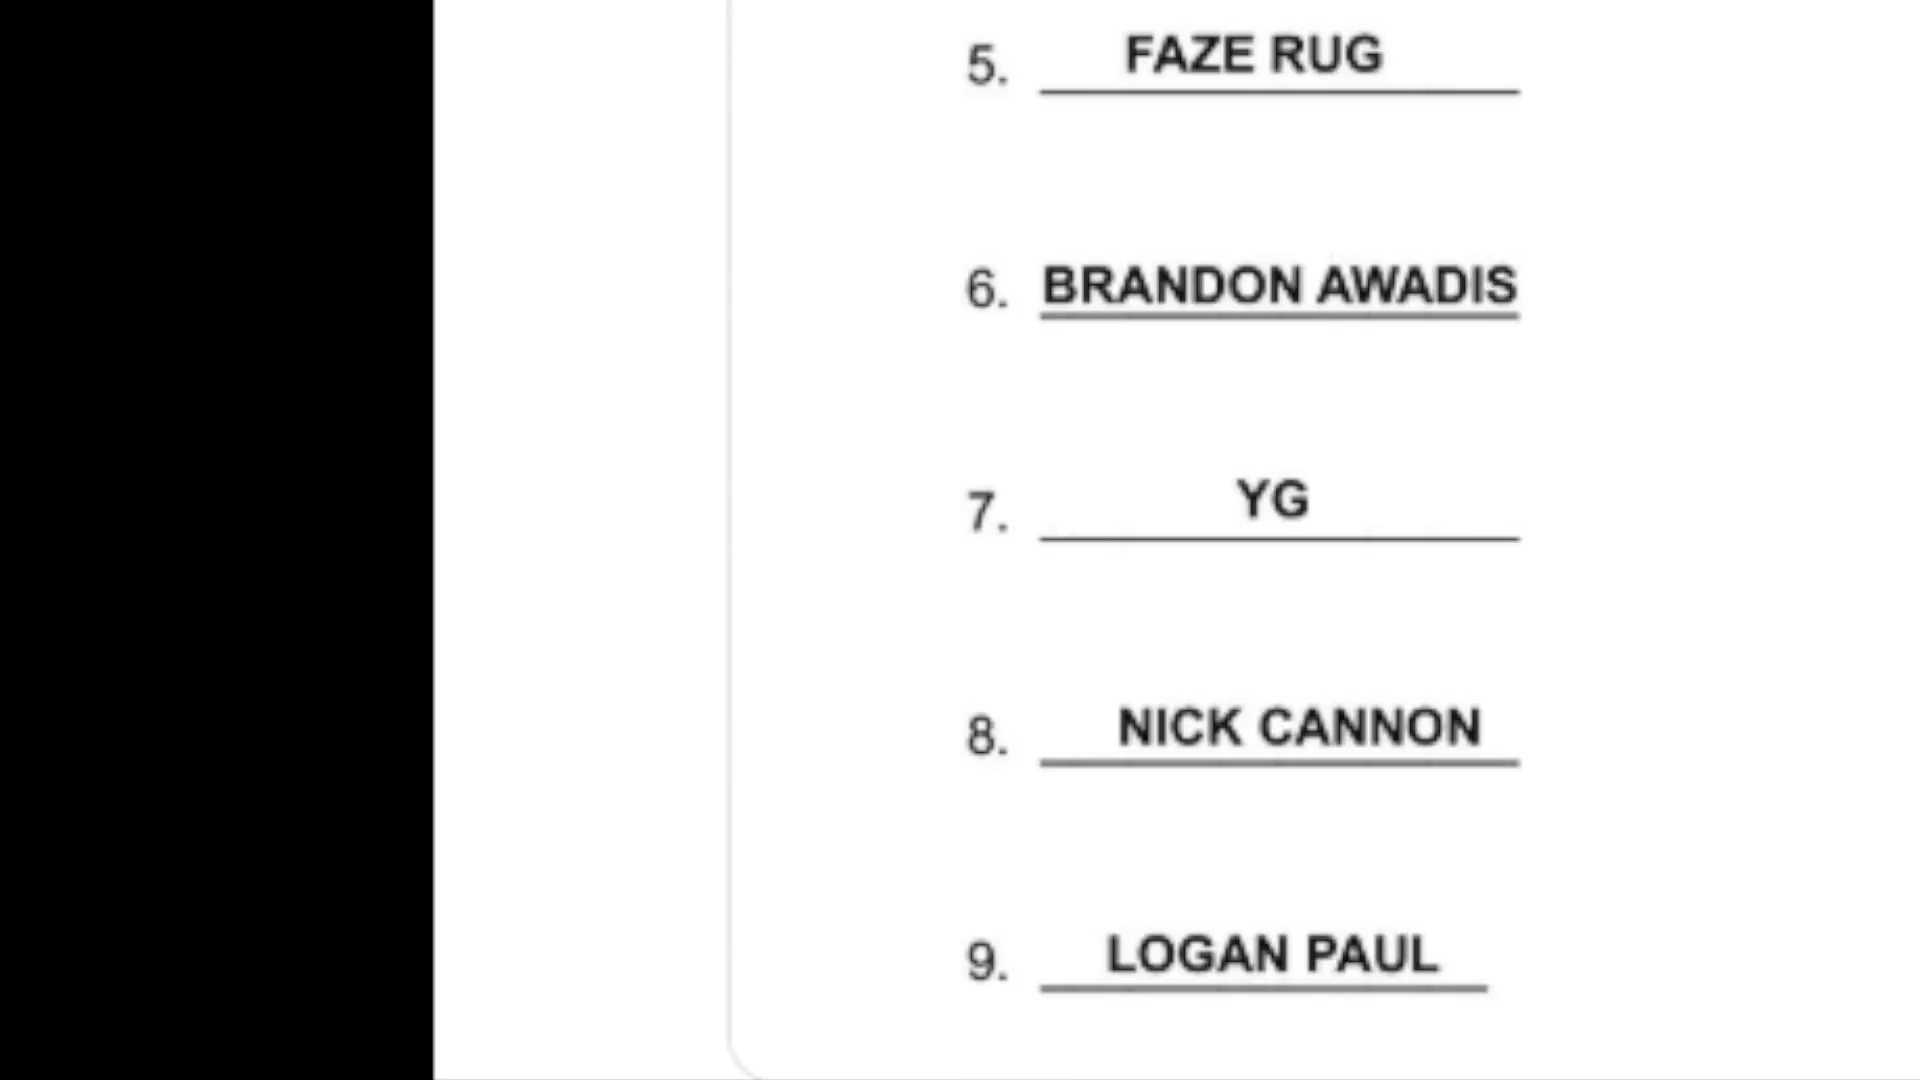 5. FAZE RUG
6. BRANDON AWADIS
7. YG
8. NICK CANNON
9. LOGAN PAUL